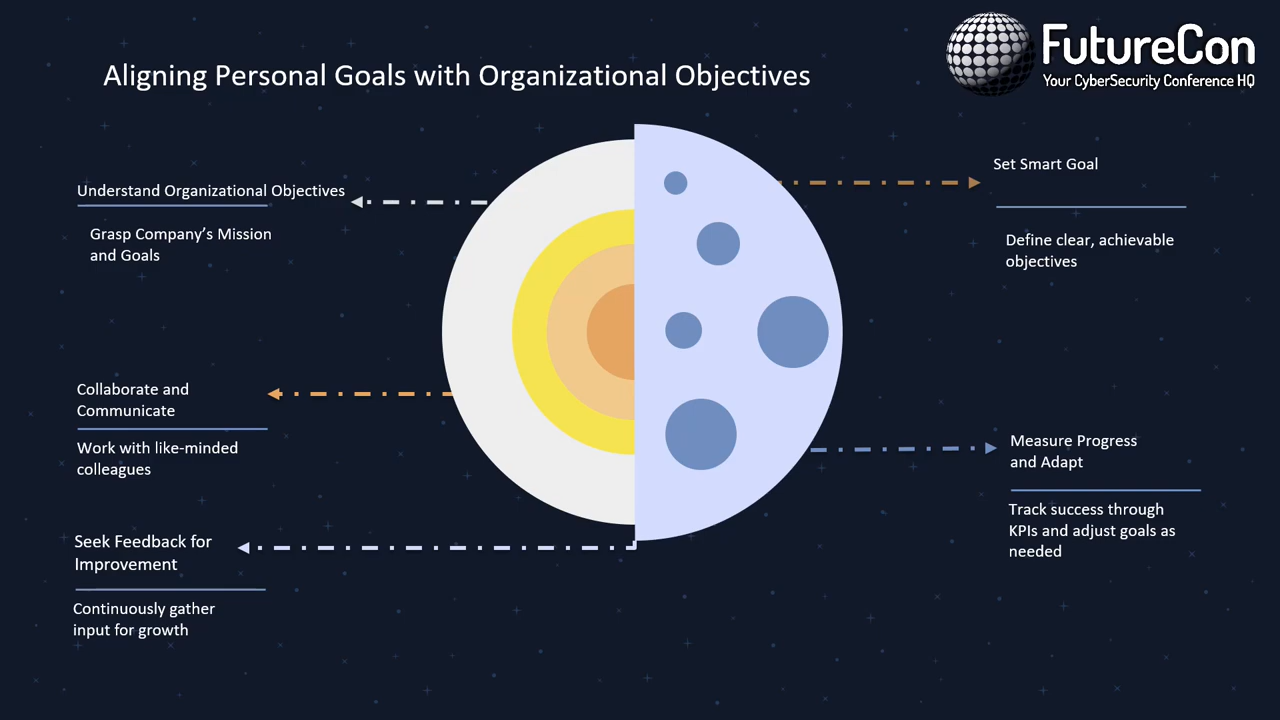 FutureCon
Your CyberSecurity Conference HQ
Aligning Personal Goals with Organizational Objectives
Understand Organizational Objectives
Grasp Company’s Mission
and Goals
Collaborate and
Communicate
Work with like-minded
colleagues
Seek Feedback for
Improvement
Continuously gather
input for growth
Set Smart Goal
Define clear, achievable
objectives
Measure Progress
and Adapt
Track success through
KPIs and adjust goals as
needed